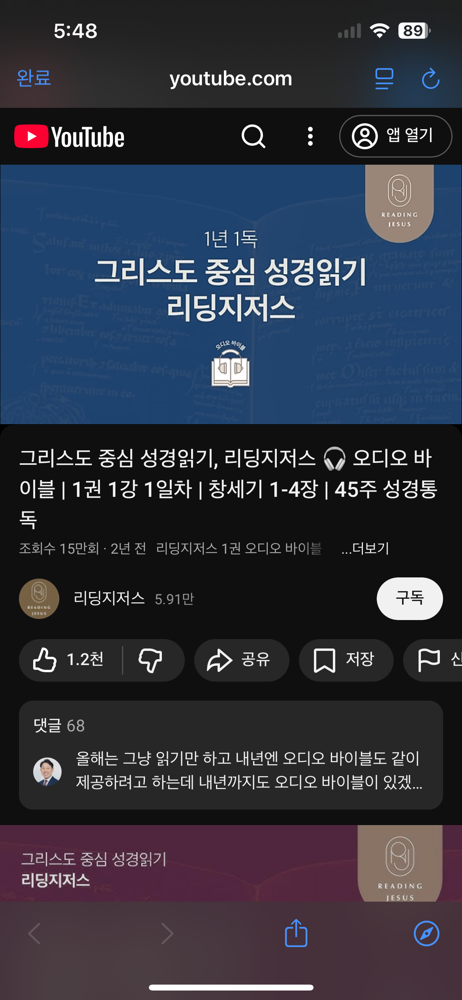 5:48
89
완료
youtube.com
YouTube
앱 열기
READING
JESUS
1년 1독
그리스도 중심 성경읽기
리딩지저스
오디오 바이블
그리스도 중심 성경읽기, 리딩지저스 🎧 오디오 바
이블 | 1권 1강 1일차 | 창세기 1-4장 | 45주 성경통
독
조회수 15만회 · 2년 전 리딩지저스 1권 오디오 바이블 ...더보기
READING
JESUS
리딩지저스 5.91만
구독
1.2천
공유
저장
댓글 68
올해는 그냥 읽기만 하고 내년엔 오디오 바이블도 같이
제공하려고 하는데 내년까지도 오디오 바이블이 있겠...
그리스도 중심 성경읽기
리딩지저스
READING
JESUS